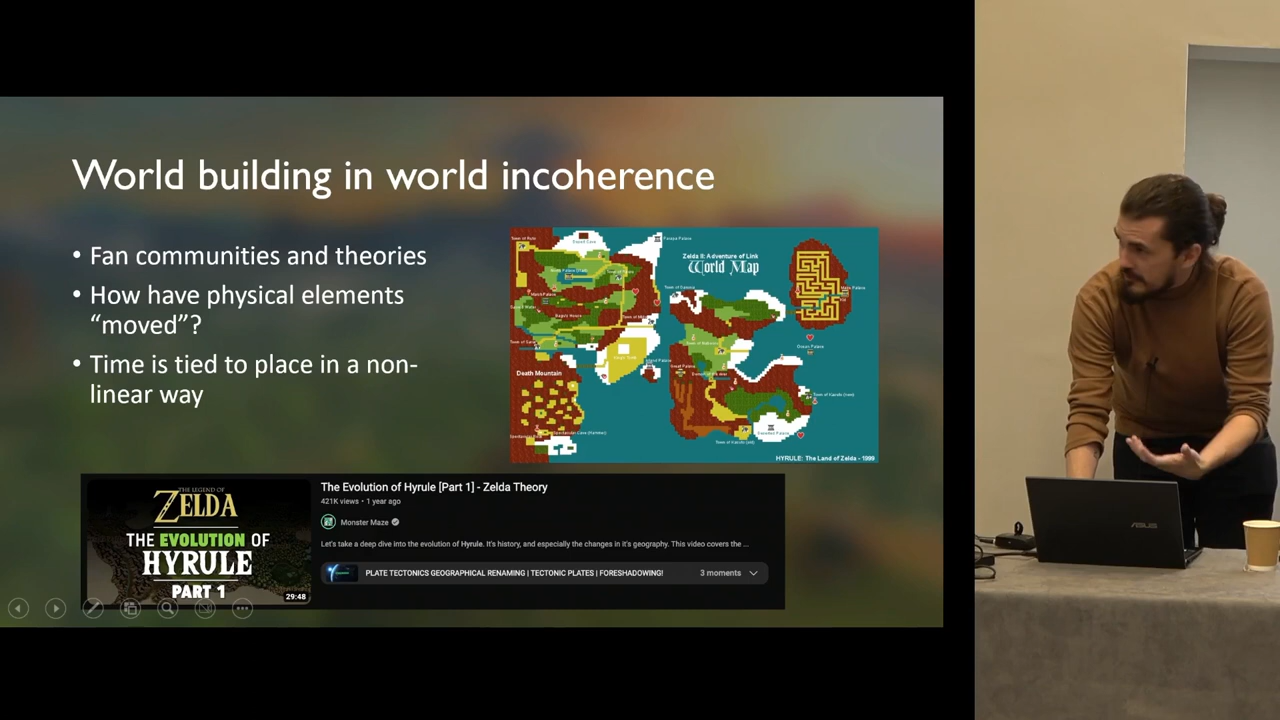 World building in world incoherence
• Fan communities and theories
• How have physical elements
“moved”?
• Time is tied to place in a non-
linear way
Zelda II: Adventure of Link
World Map
Death Mountain
HYRULE: The Land of Zelda - 1999
THE LEGEND OF
ZELDA
THE EVOLUTION OF
HYRULE
PART 1
29:48
The Evolution of Hyrule [Part 1] - Zelda Theory
421K views • 1 year ago
Monster Maze
Let's take a deep dive into the evolution of Hyrule. It's history, and especially the changes in it's geography. This video covers the ...
PLATE TECTONICS GEOGRAPHICAL RENAMING | TECTONIC PLATES | FORESHADOWING!
3 moments
ASUS